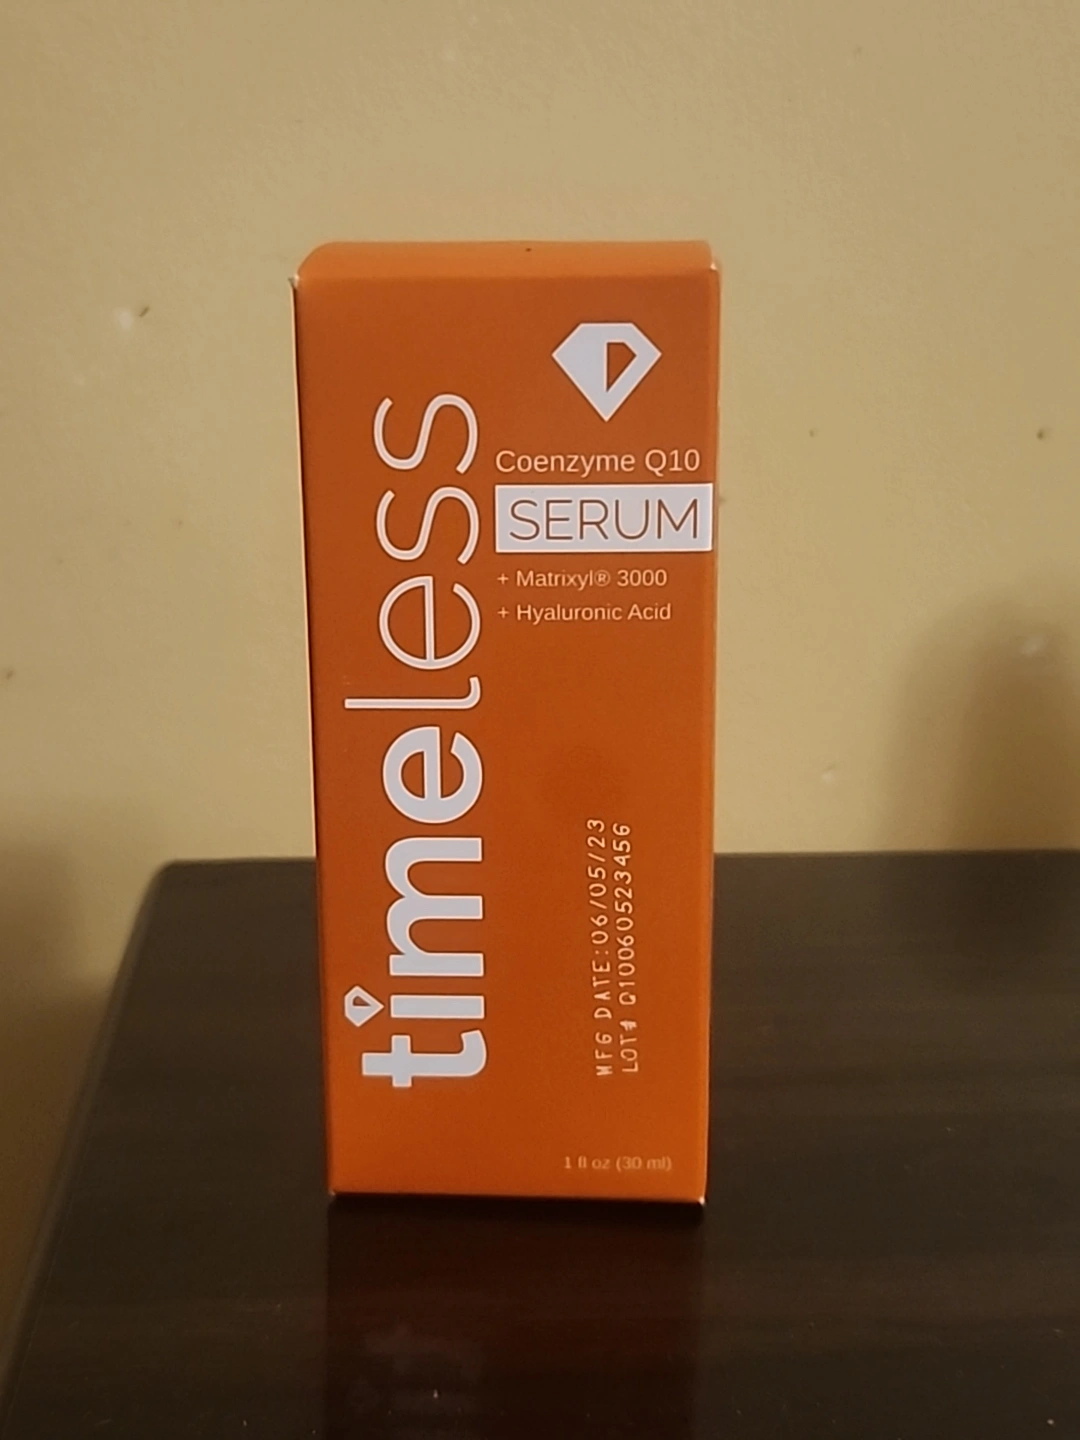 timeless
Coenzyme Q10
SERUM
+ Matrixyl® 3000
+ Hyaluronic Acid
MFG DATE:06/05/23
LOT# Q10060523456
1 fl oz (30 ml)